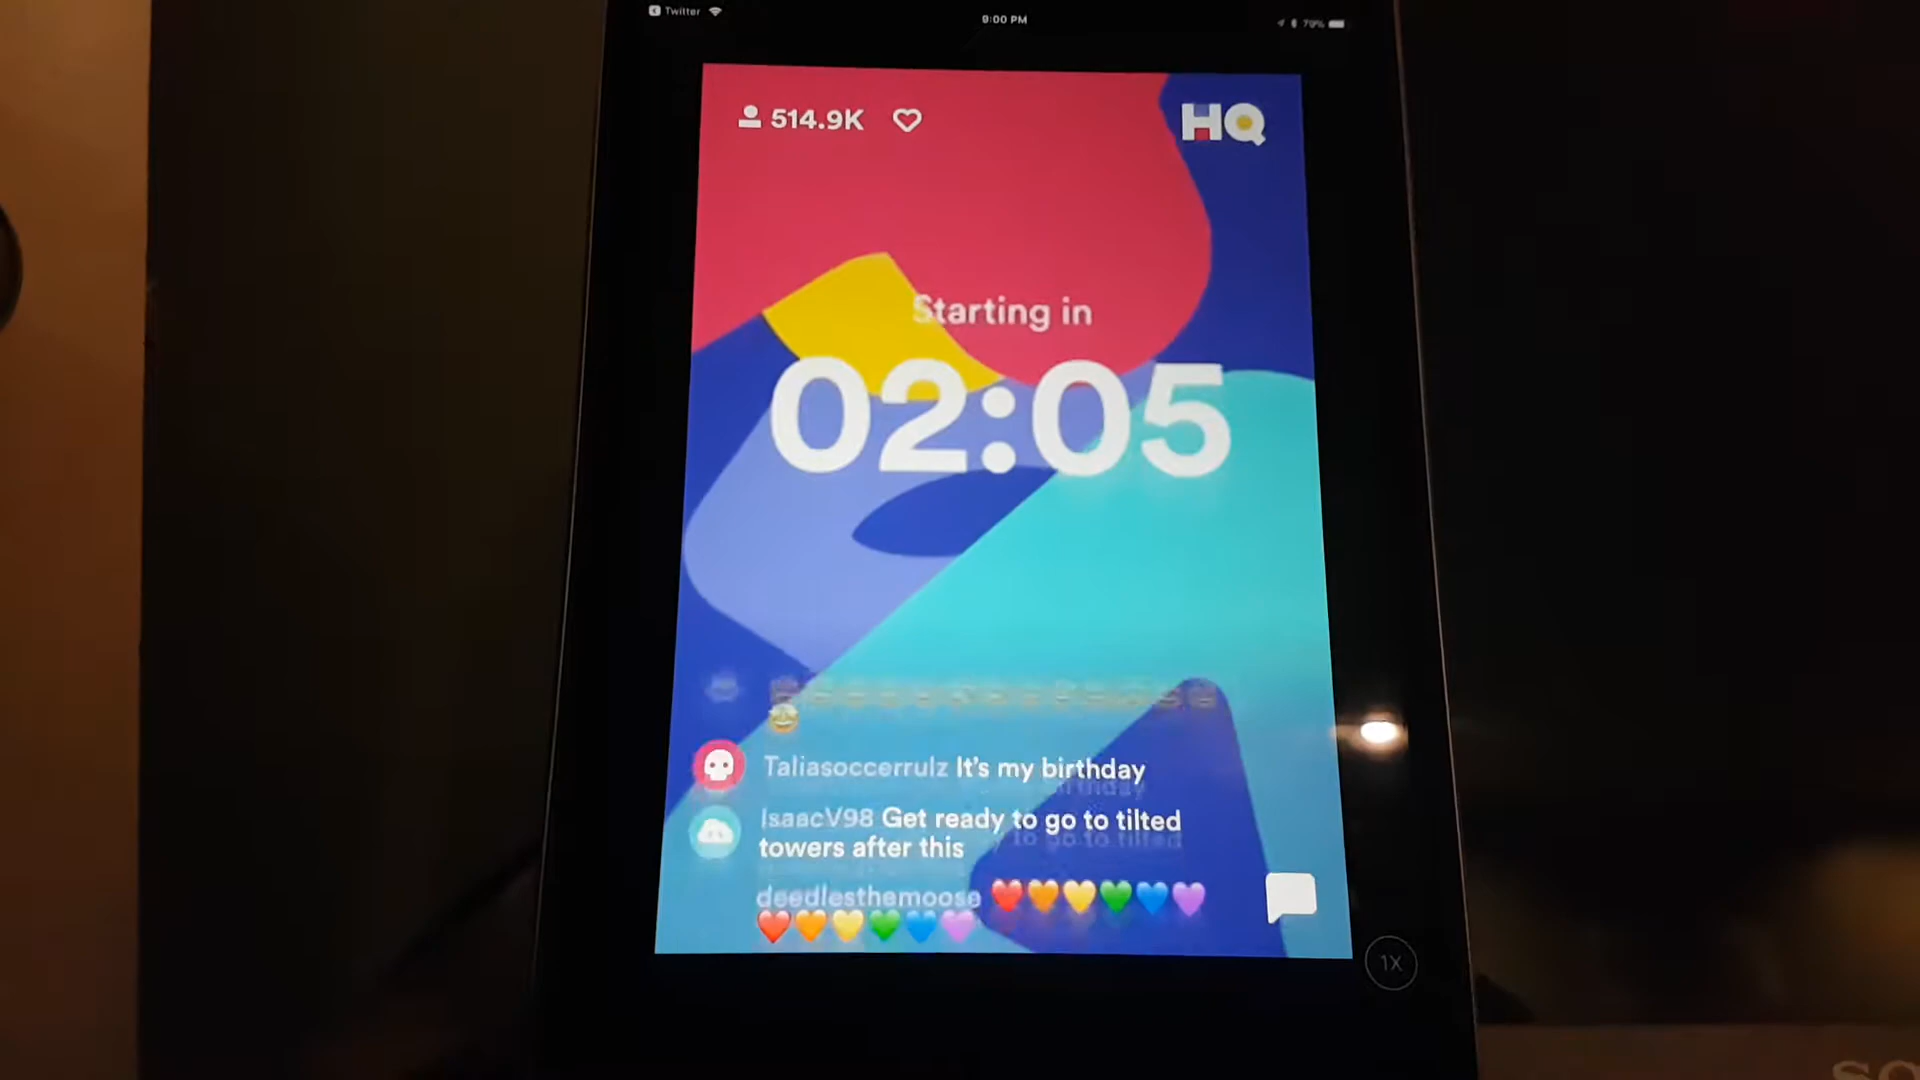 Twitter
9:00 PM
79%
514.9K
HQ
Starting in
02:05
Taliasoccerrulz It's my birthday
IsaacV98 Get ready to go to tilted
towers after this
deedlesthemoose ❤️🧡💛💚💙💜
❤️🧡💛💚💙💜
1X